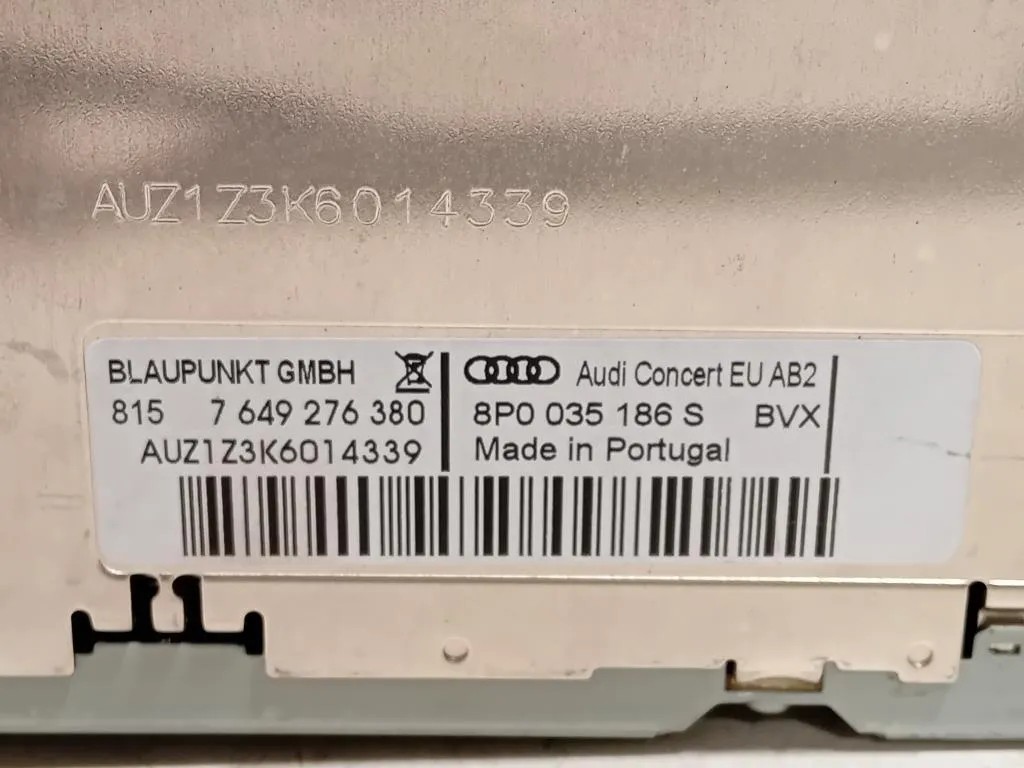 AUZ1Z3K6014339
BLAUPUNKT GMBH
815 7 649 276 380
AUZ1Z3K6014339
Audi Concert EU AB2
8P0 035 186 S BVX
Made in Portugal